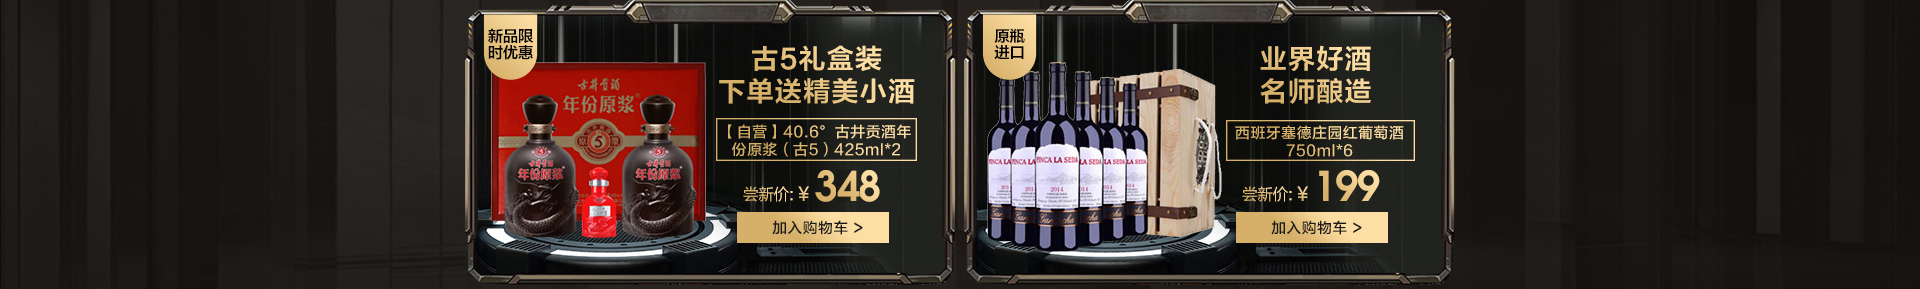 新品限
时优惠
古5礼盒装
下单送精美小酒
【自营】40.6°古井贡酒年
份原浆（古5）425ml*2
尝新价:￥348
加入购物车 >
古井贡酒
年份原浆
5
古井贡酒
年份原浆
古井贡酒
年份原浆
原瓶
进口
业界好酒
名师酿造
西班牙塞德庄园红葡萄酒
750ml*6
尝新价:￥199
加入购物车 >
FINCA LA SEDA
2014